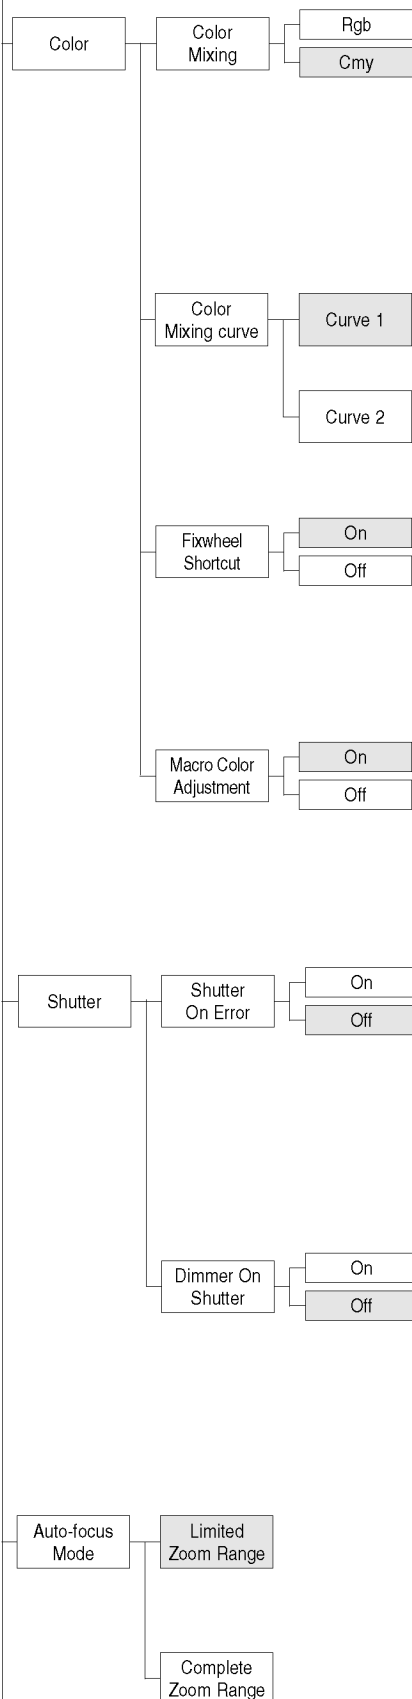 Color
Color
Mixing
Rgb
Cmy
Color
Mixing curve
Curve 1
Curve 2
Fixwheel
Shortcut
On
Off
Macro Color
Adjustment
On
Off
Shutter
Shutter
On Error
On
Off
Dimmer On
Shutter
On
Off
Auto-focus
Mode
Limited
Zoom Range
Complete
Zoom Range